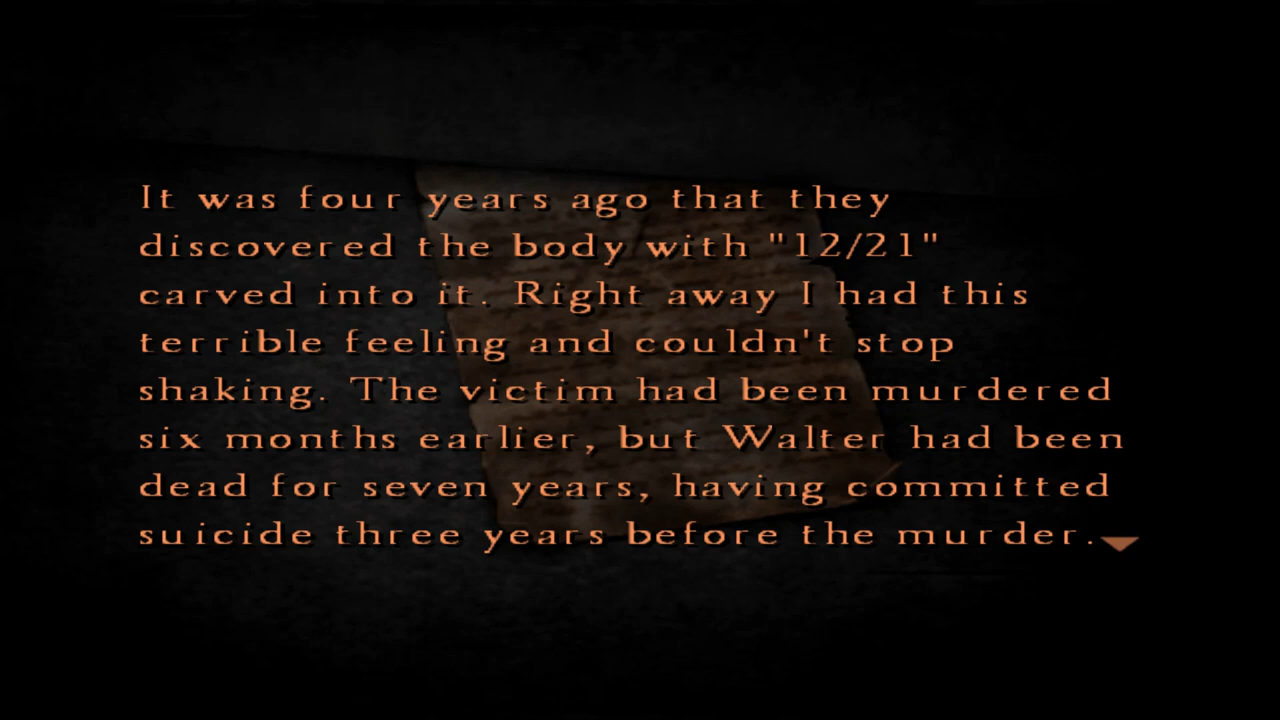 It was four years ago that they
discovered the body with "12/21"
carved into it. Right away I had this
terrible feeling and couldn't stop
shaking. The victim had been murdered
six months earlier, but Walter had been
dead for seven years, having committed
suicide three years before the murder.